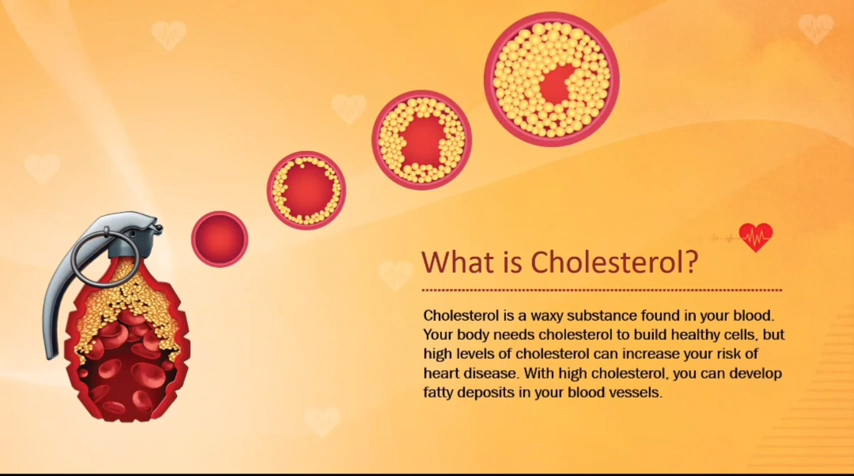 What is Cholesterol?
Cholesterol is a waxy substance found in your blood.
Your body needs cholesterol to build healthy cells, but
high levels of cholesterol can increase your risk of
heart disease. With high cholesterol, you can develop
fatty deposits in your blood vessels.